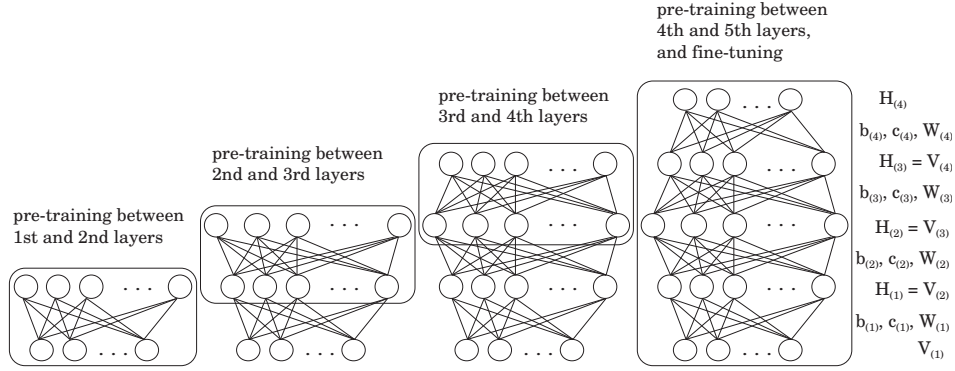 pre-training between
4th and 5th layers,
and fine-tuning
pre-training between
3rd and 4th layers
pre-training between
2nd and 3rd layers
pre-training between
1st and 2nd layers
H(4)
b(4), c(4), W(4)
H(3) = V(4)
b(3), c(3), W(3)
H(2) = V(3)
b(2), c(2), W(2)
H(1) = V(2)
b(1), c(1), W(1)
V(1)